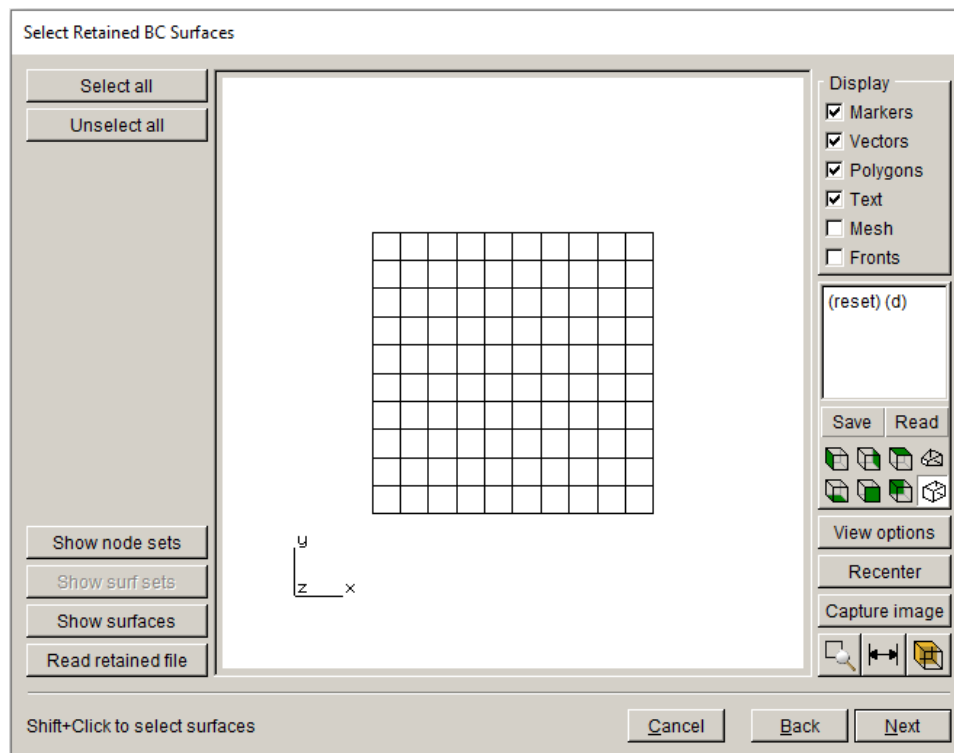 Select Retained BC Surfaces
Select all
Unselect all
Show node sets
Show surf sets
Show surfaces
Read retained file
y
z
x
Display
Markers
Vectors
Polygons
Text
Mesh
Fronts
(reset) (d)
Save
Read
View options
Recenter
Capture image
Shift+Click to select surfaces
Cancel
Back
Next